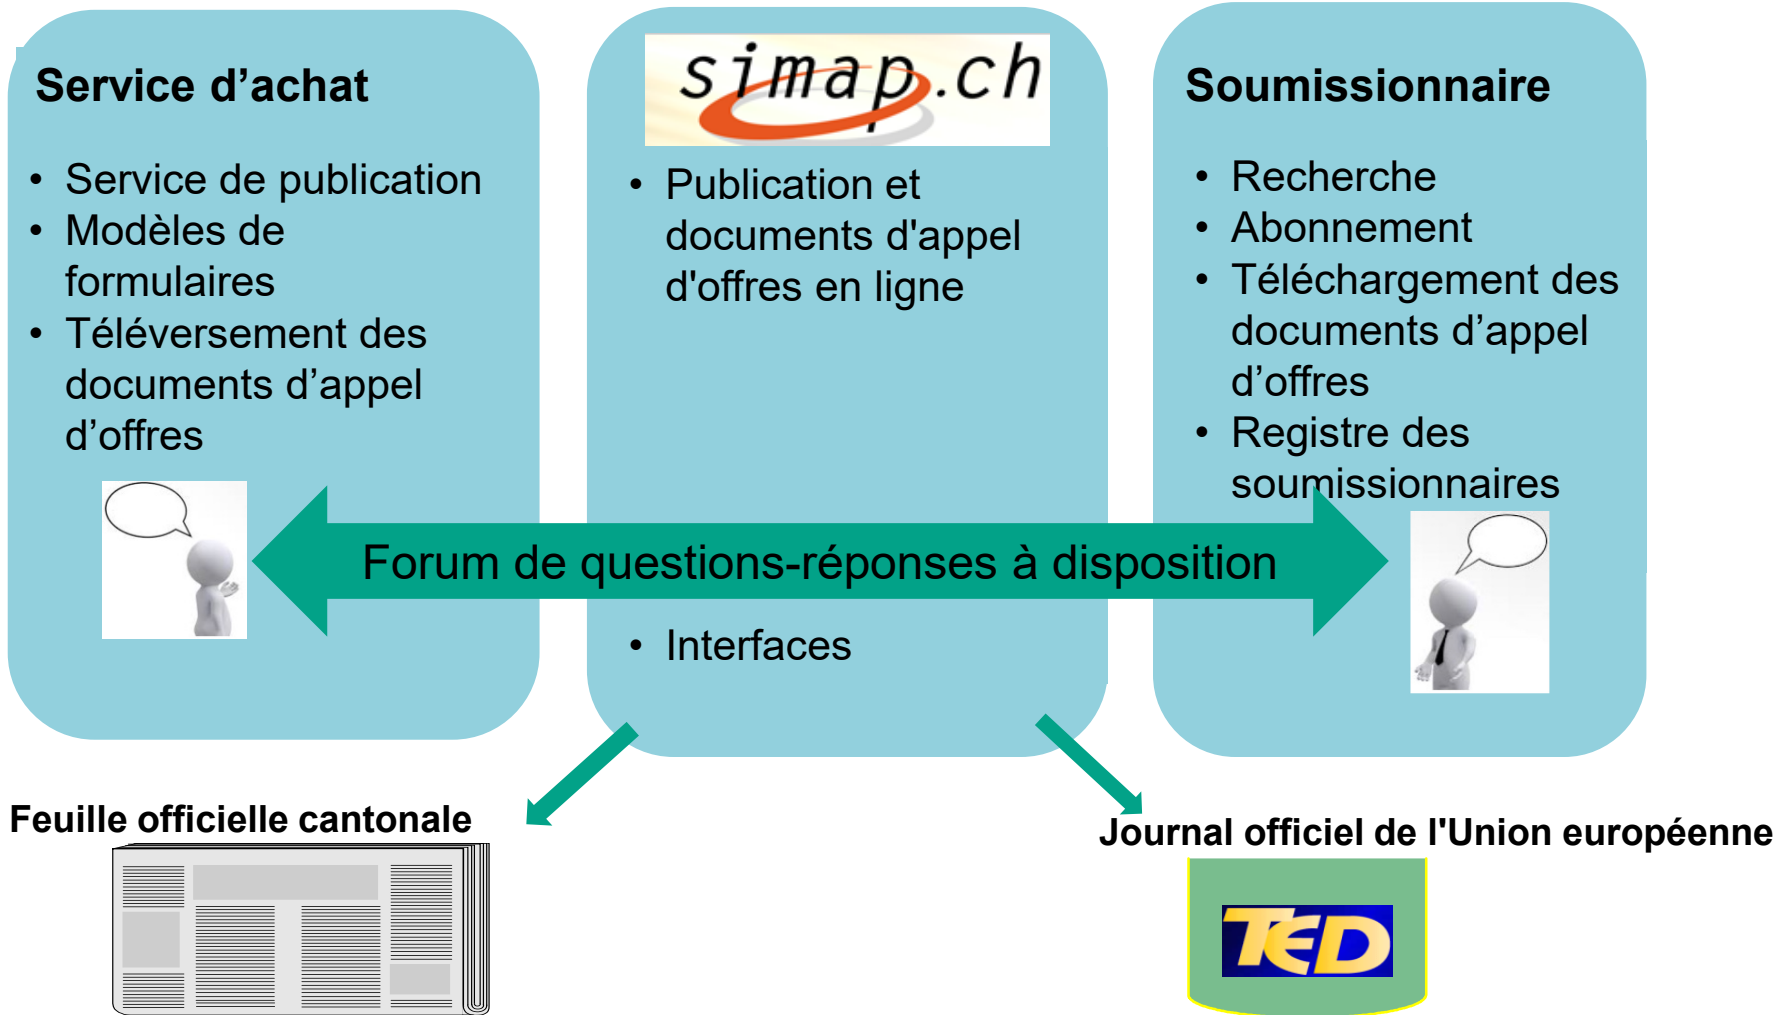 Service d’achat
• Service de publication
• Modèles de
formulaires
• Téléversement des
documents d’appel
d’offres
simap.ch
• Publication et
documents d'appel
d'offres en ligne
Soumissionnaire
• Recherche
• Abonnement
• Téléchargement des
documents d’appel
d’offres
• Registre des
soumissionnaires
Forum de questions-réponses à disposition
• Interfaces
Feuille officielle cantonale
Journal officiel de l'Union européenne
TED